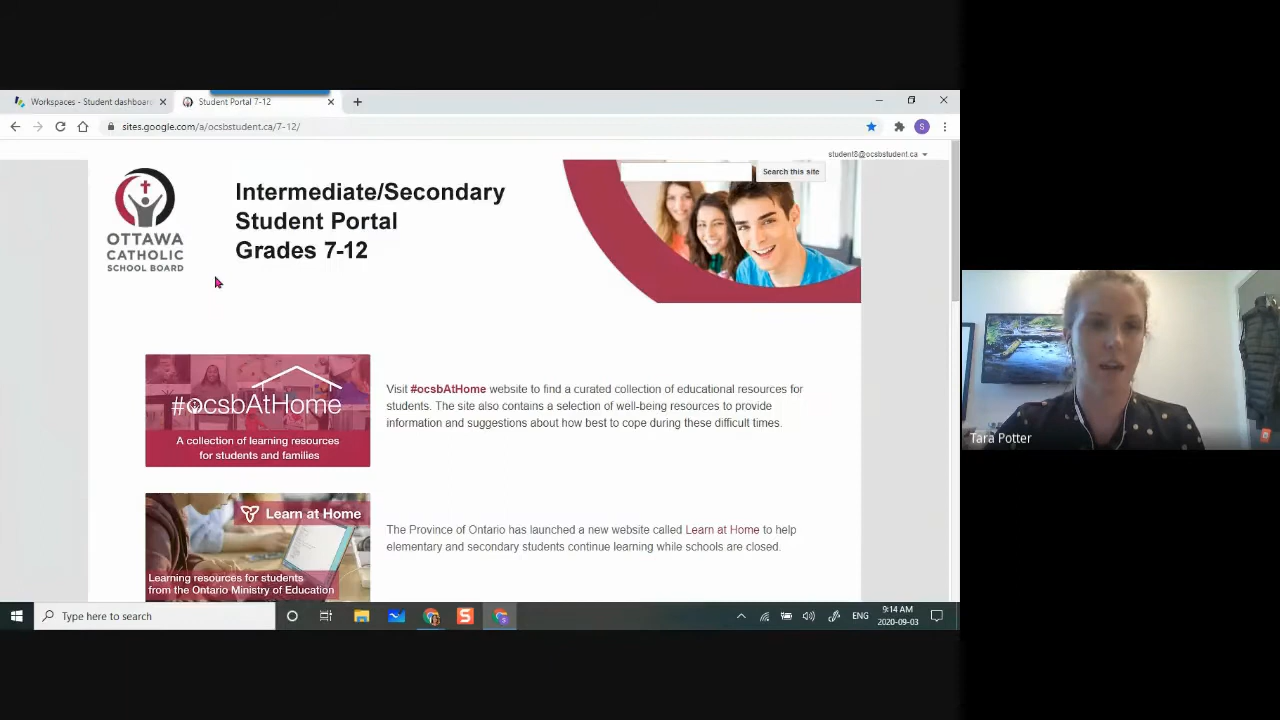 Workspaces - Student dashboard
Student Portal 7-12
sites.google.com/a/ocsbstudent.ca/7-12/
S
student8@ocsbstudent.ca
Search this site
Intermediate/Secondary
Student Portal
Grades 7-12
OTTAWA
CATHOLIC
SCHOOL BOARD
#ocsbAtHome
A collection of learning resources
for students and families
Visit #ocsbAtHome website to find a curated collection of educational resources for
students. The site also contains a selection of well-being resources to provide
information and suggestions about how best to cope during these difficult times.
Tara Potter
Learn at Home
Learning resources for students
from the Ontario Ministry of Education
The Province of Ontario has launched a new website called Learn at Home to help
elementary and secondary students continue learning while schools are closed.
Type here to search
S
ENG
9:14 AM
2020-09-03